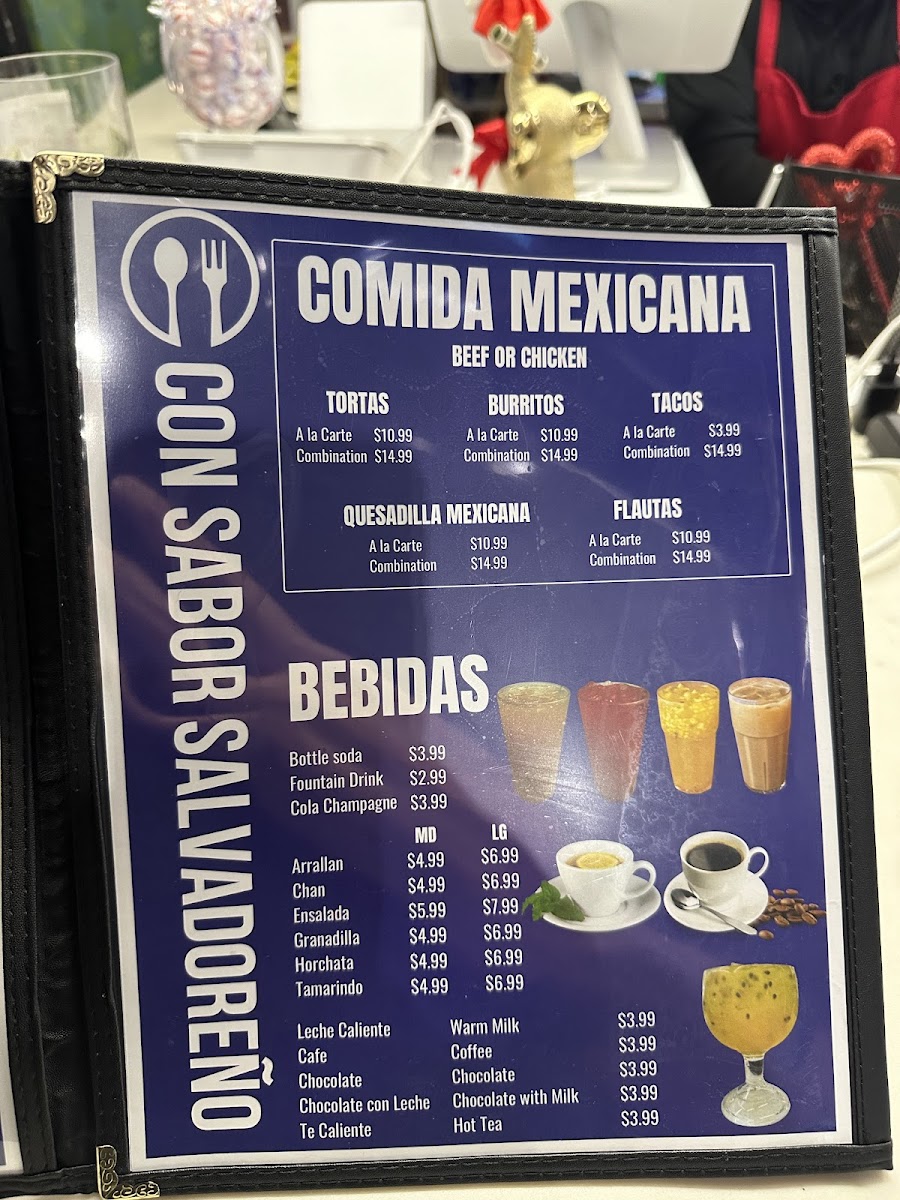 CON SABOR SALVADOREÑO
COMIDA MEXICANA
BEEF OR CHICKEN
TORTAS
A la Carte $10.99
Combination $14.99
BURRITOS
A la Carte $10.99
Combination $14.99
TACOS
A la Carte $3.99
Combination $14.99
QUESADILLA MEXICANA
A la Carte $10.99
Combination $14.99
FLAUTAS
A la Carte $10.99
Combination $14.99
BEBIDAS
Bottle soda $3.99
Fountain Drink $2.99
Cola Champagne $3.99
MD LG
Arrallan $4.99 $6.99
Chan $4.99 $6.99
Ensalada $5.99 $7.99
Granadilla $4.99 $6.99
Horchata $4.99 $6.99
Tamarindo $4.99 $6.99
Leche Caliente Warm Milk $3.99
Cafe Coffee $3.99
Chocolate Chocolate $3.99
Chocolate con Leche Chocolate with Milk $3.99
Te Caliente Hot Tea $3.99